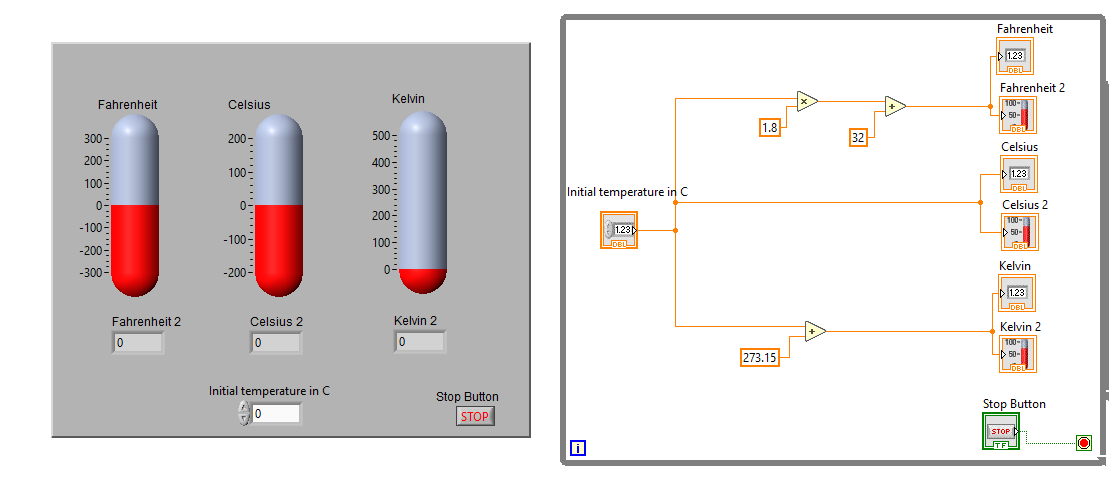 Fahrenheit
Celsius
Kelvin
300
200
100
0
-100
-200
-300
200
100
0
-100
-200
500
400
300
200
100
0
Fahrenheit 2
Celsius 2
Kelvin 2
0
0
0
Initial temperature in C
0
Stop Button
STOP
Fahrenheit
1.23
DBL
Fahrenheit 2
100-
50-
DBL
×
+
1.8
32
Celsius
1.23
DBL
Initial temperature in C
1.23
DBL
Celsius 2
100-
50-
DBL
Kelvin
1.23
DBL
+
273.15
Kelvin 2
100-
50-
DBL
Stop Button
STOP
TF
i